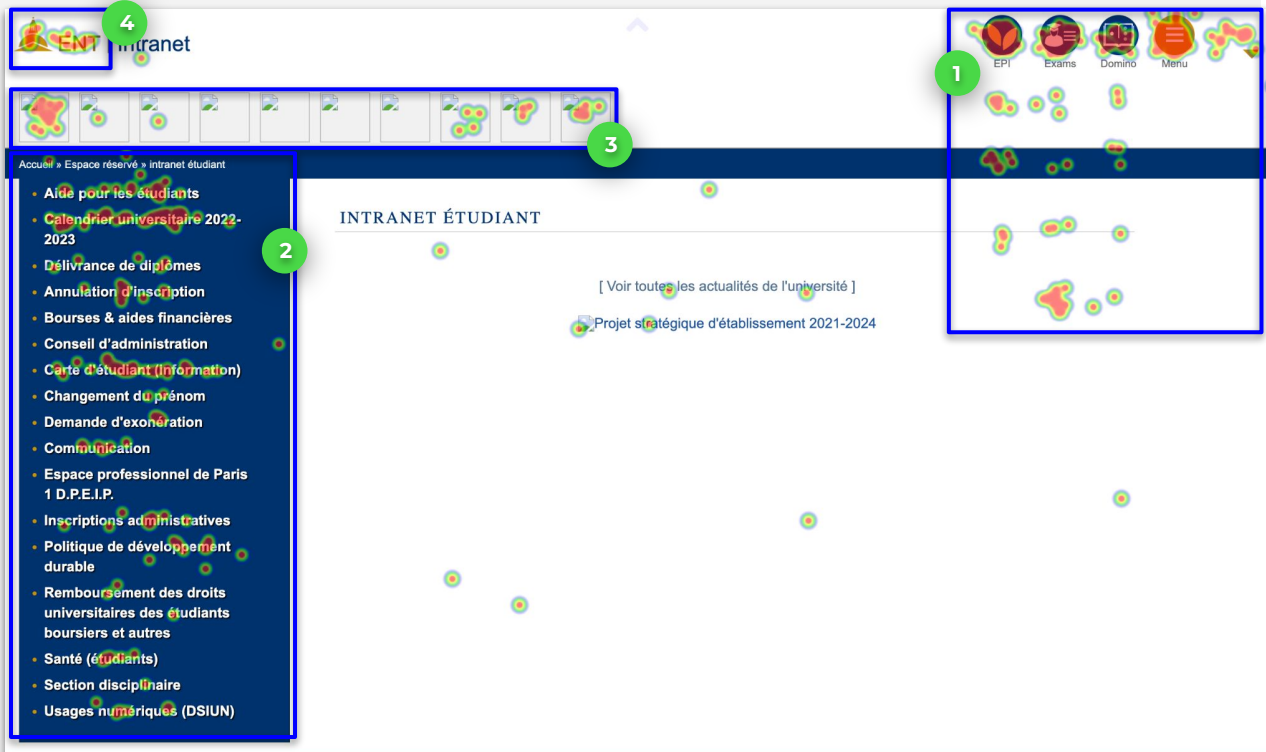 4
ENT | Intranet
EPI
Exams
Domino
Menu
1
3
Accueil » Espace réservé » intranet étudiant
Aide pour les étudiants
Calendrier universitaire 2022-
2023
2
Délivrance de diplômes
Annulation d'inscription
Bourses & aides financières
Conseil d'administration
Carte d'étudiant (Information)
Changement du prénom
Demande d'exonération
Communication
Espace professionnel de Paris
1 D.P.E.I.P.
Inscriptions administratives
Politique de développement
durable
Remboursement des droits
universitaires des étudiants
boursiers et autres
Santé (étudiants)
Section disciplinaire
Usages numériques (DSIUN)
INTRANET ÉTUDIANT
[ Voir toutes les actualités de l'université ]
Projet stratégique d'établissement 2021-2024